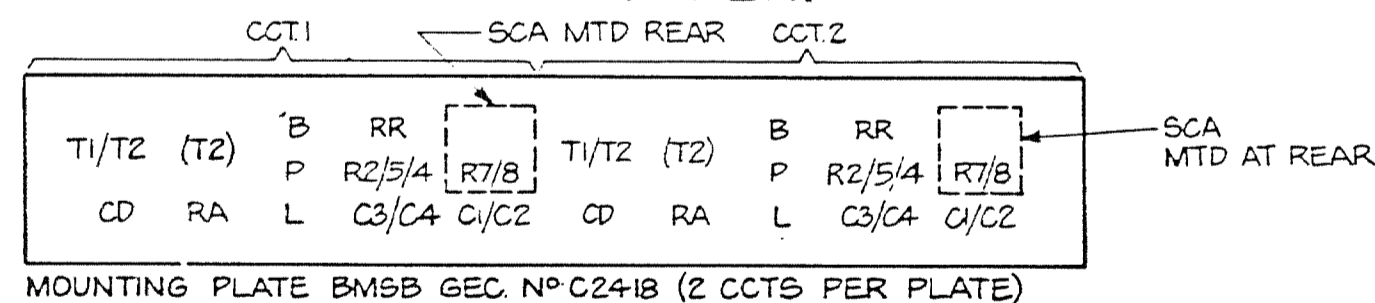 CCT.1 SCA MTD REAR CCT.2
B RR B RR
T1/T2 (T2) T1/T2 (T2) SCA
P R2/5/4 R7/8 P R2/5/4 R7/8 MTD AT REAR
CD RA L C3/C4 C1/C2 CD RA L C3/C4 C1/C2
MOUNTING PLATE BMSB GEC. No. C2418 (2 CCTS PER PLATE)